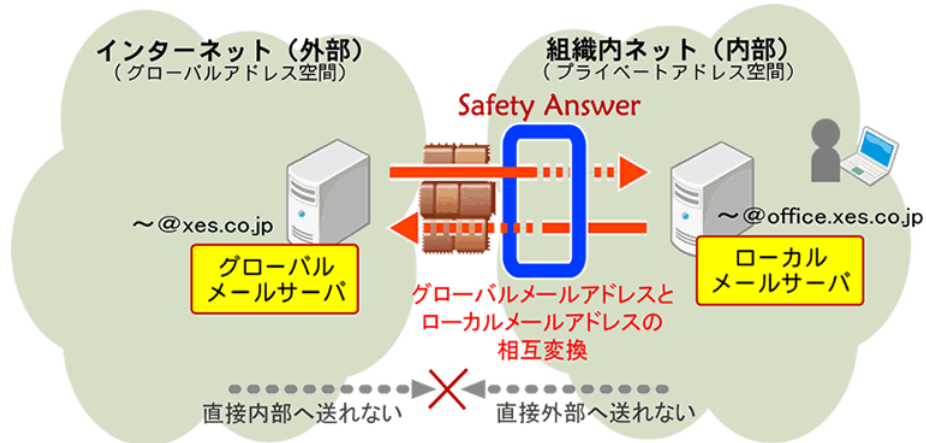 インターネット（外部）
（グローバルアドレス空間）
組織内ネット（内部）
（プライベートアドレス空間）
Safety Answer
～@xes.co.jp
グローバル
メールサーバ
～@office.xes.co.jp
ローカル
メールサーバ
グローバルメールアドレスと
ローカルメールアドレスの
相互変換
直接内部へ送れない
直接外部へ送れない